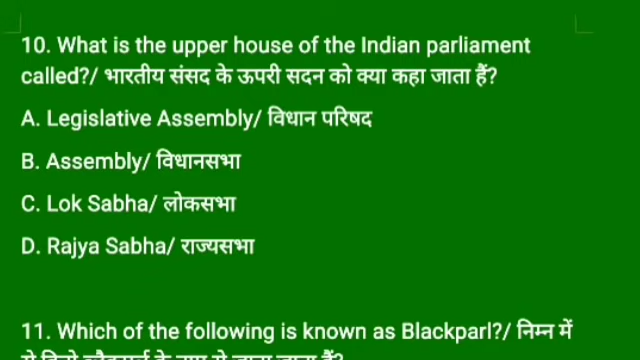 10. What is the upper house of the Indian parliament
called?/ भारतीय संसद के ऊपरी सदन को क्या कहा जाता हैं?
A. Legislative Assembly/ विधान परिषद
B. Assembly/ विधानसभा
C. Lok Sabha/ लोकसभा
D. Rajya Sabha/ राज्यसभा
11. Which of the following is known as Blackparl?/ निम्न में
से किसे ब्लैकपर्ल के नाम से जाना जाता हैं?